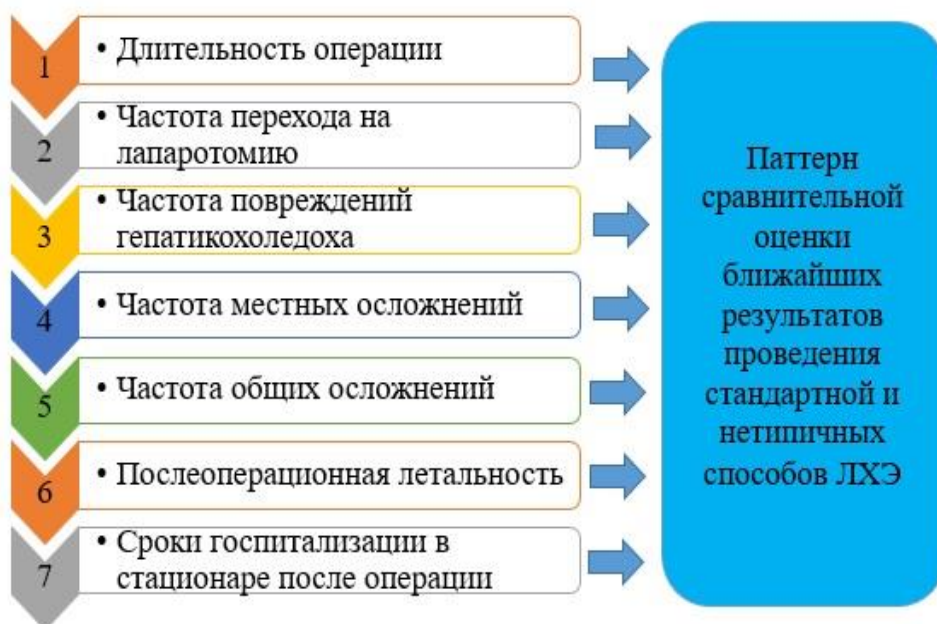 1
• Длительность операции
2
• Частота перехода на
лапаротомию
3
• Частота повреждений
гепатикохоледоха
4
• Частота местных осложнений
5
• Частота общих осложнений
6
• Послеоперационная летальность
7
• Сроки госпитализации в
стационаре после операции
Паттерн
сравнительной
оценки
ближайших
результатов
проведения
стандартной и
нетипичных
способов ЛХЭ